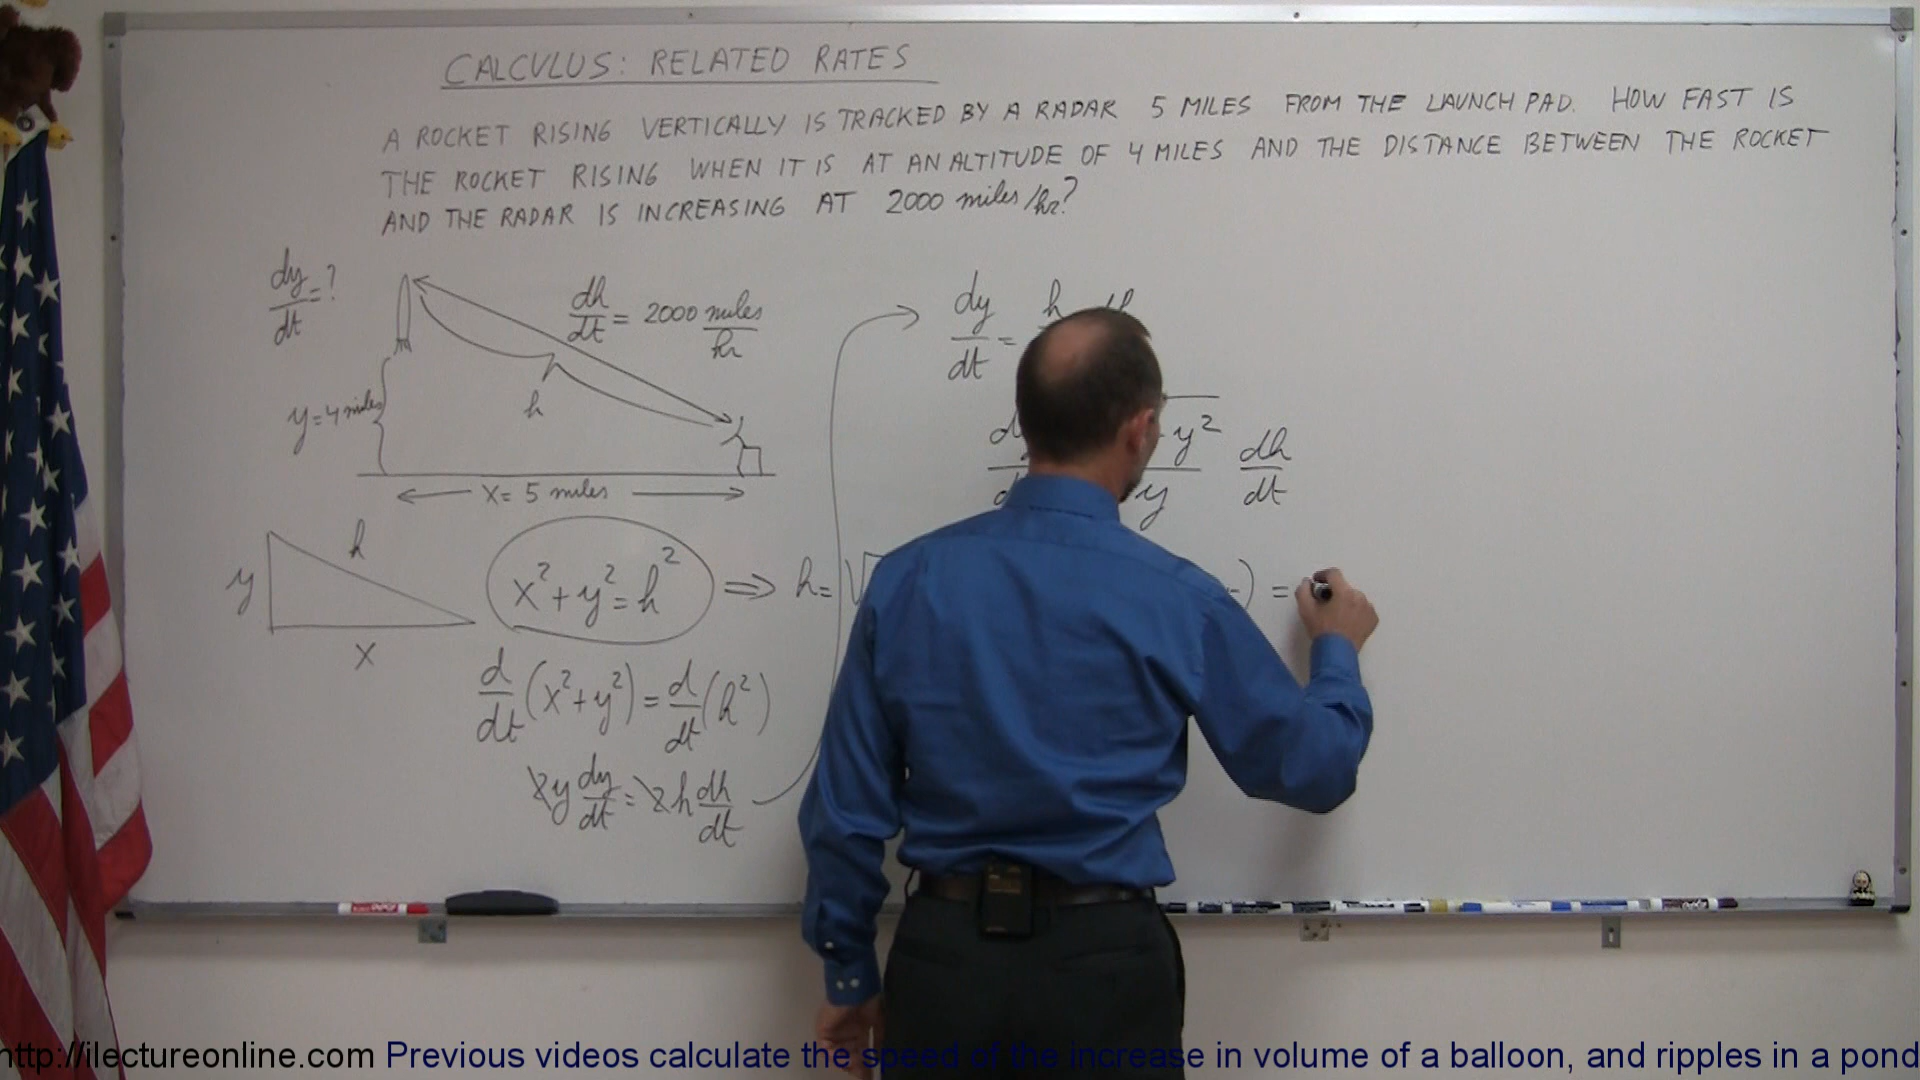 CALCULUS: RELATED RATES
A ROCKET RISING VERTICALLY IS TRACKED BY A RADAR 5 MILES FROM THE LAUNCH PAD. HOW FAST IS
THE ROCKET RISING WHEN IT IS AT AN ALTITUDE OF 4 MILES AND THE DISTANCE BETWEEN THE ROCKET
AND THE RADAR IS INCREASING AT 2000 miles/hr?
dy/dt = ?
dh/dt = 2000 miles/hr
y = 4 miles
h
x = 5 miles
h
y
x
x² + y² = h² ⇒ h = √
d/dt (x² + y²) = d/dt (h²)
2y dy/dt = 2h dh/dt
dy/dt = h
y²
y
dh/dt
) =
http://ilectureonline.com Previous videos calculate the speed of the increase in volume of a balloon, and ripples in a pond